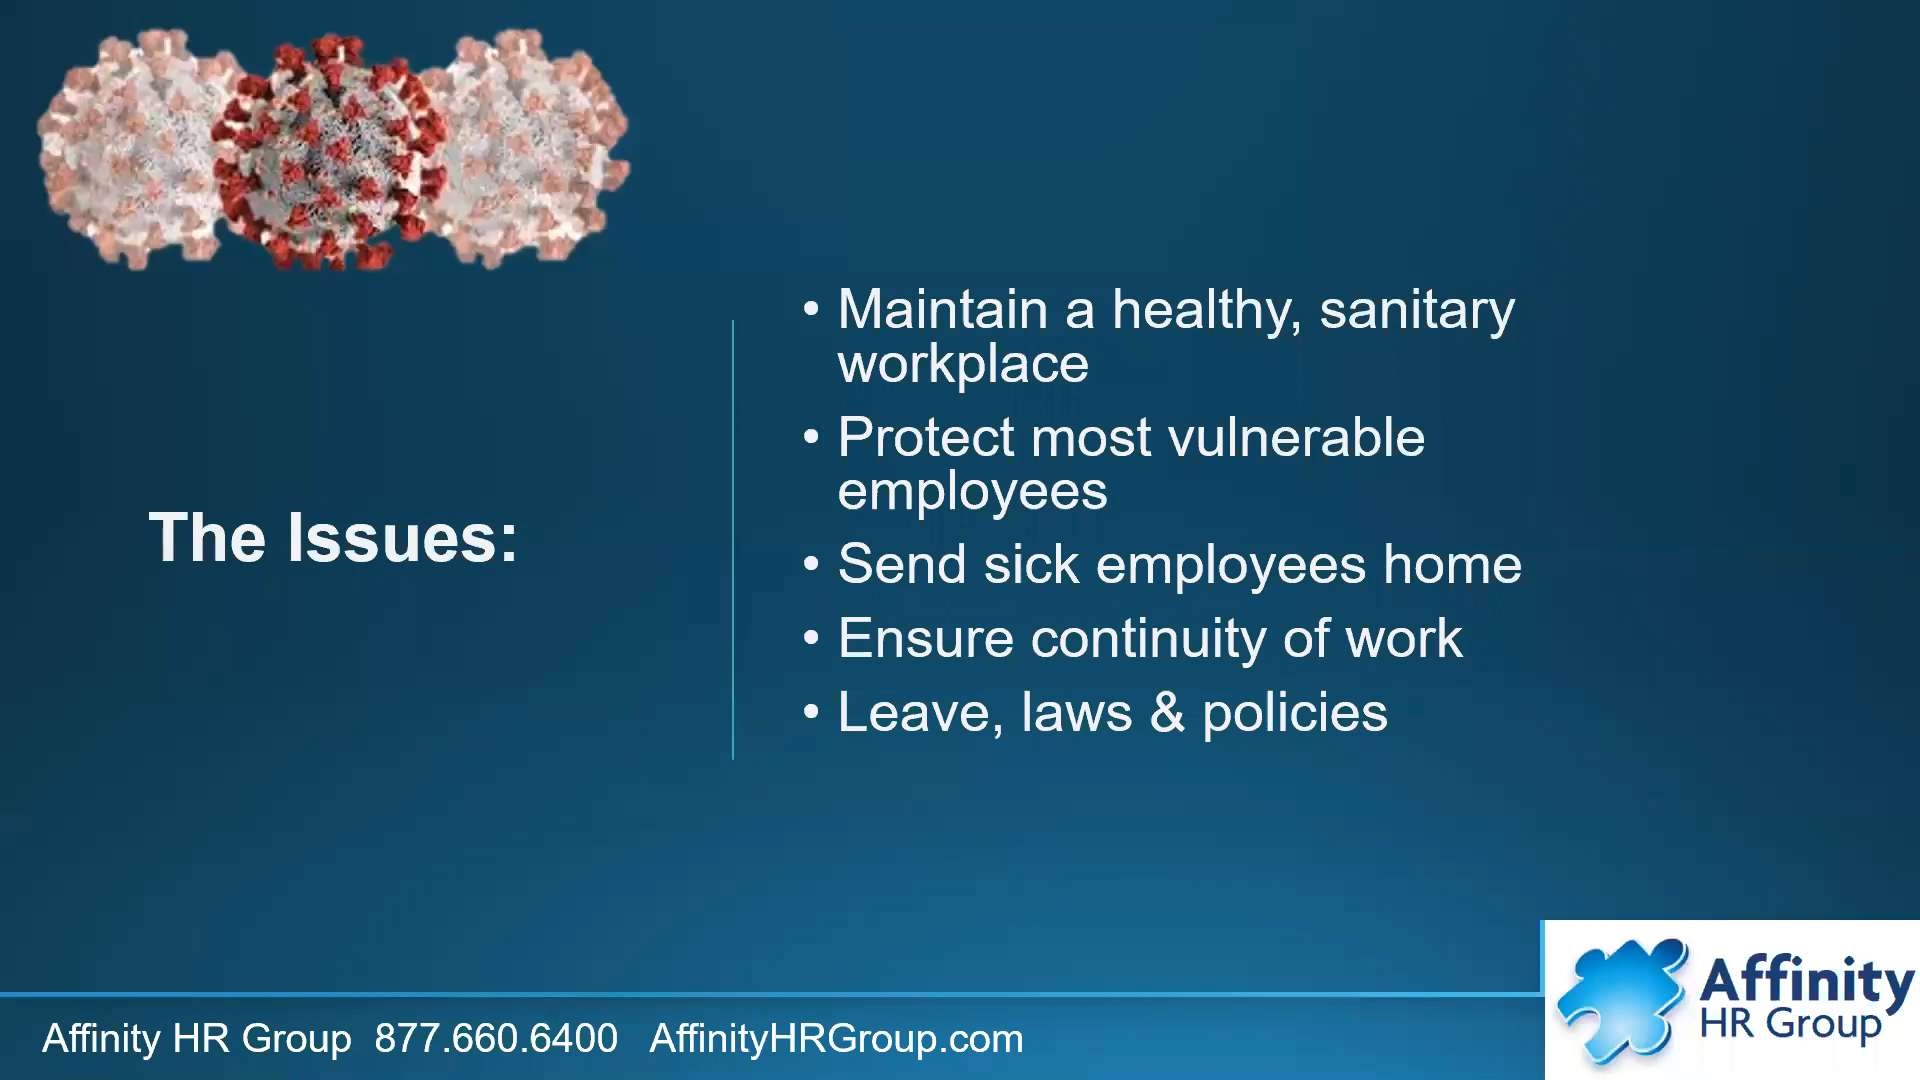 The Issues:
• Maintain a healthy, sanitary
workplace
• Protect most vulnerable
employees
• Send sick employees home
• Ensure continuity of work
• Leave, laws & policies
Affinity HR Group 877.660.6400 AffinityHRGroup.com
Affinity
HR Group